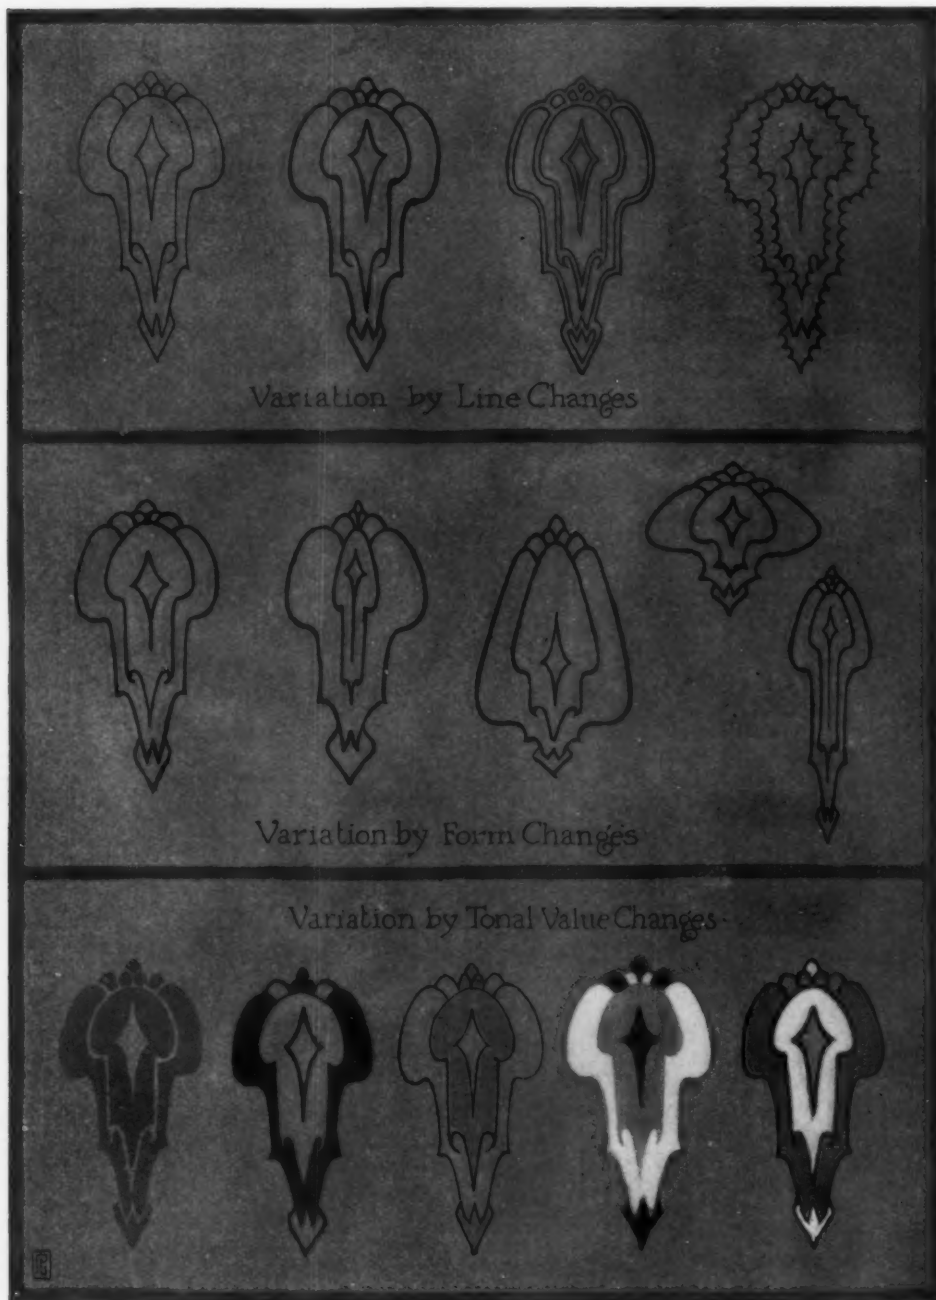 Variation by Line Changes
Variation by Form Changes
Variation by Tonal Value Changes